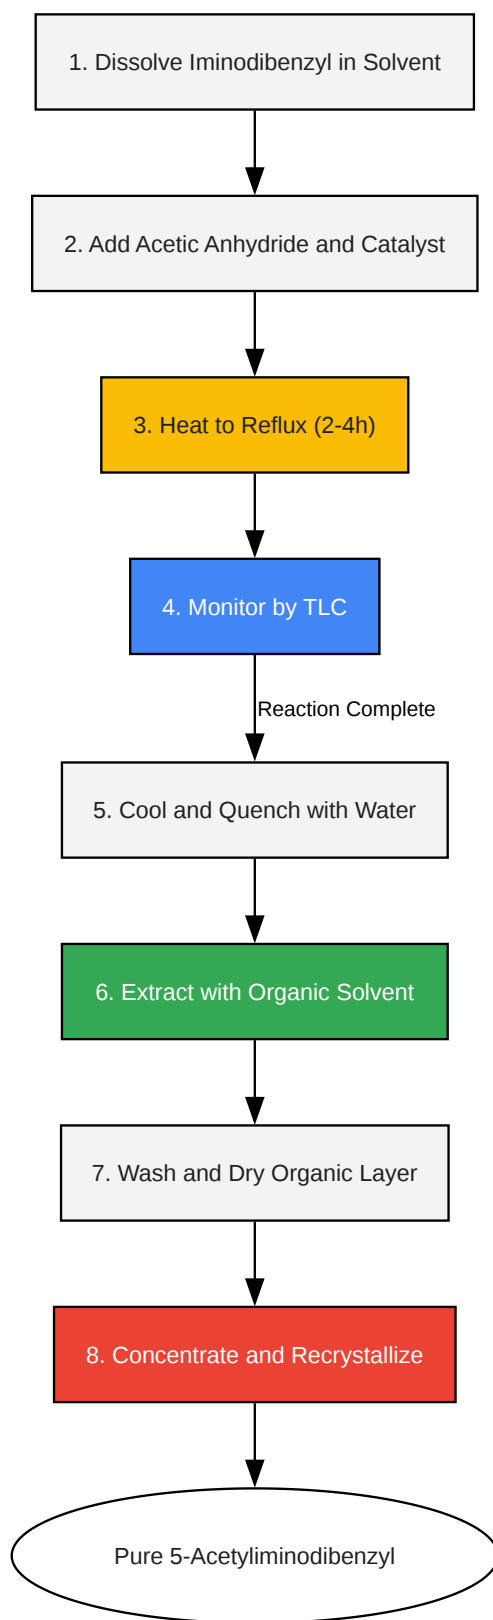 1. Dissolve Iminodibenzyl in Solvent
2. Add Acetic Anhydride and Catalyst
3. Heat to Reflux (2-4h)
4. Monitor by TLC
Reaction Complete
5. Cool and Quench with Water
6. Extract with Organic Solvent
7. Wash and Dry Organic Layer
8. Concentrate and Recrystallize
Pure 5-Acetyliminodibenzyl